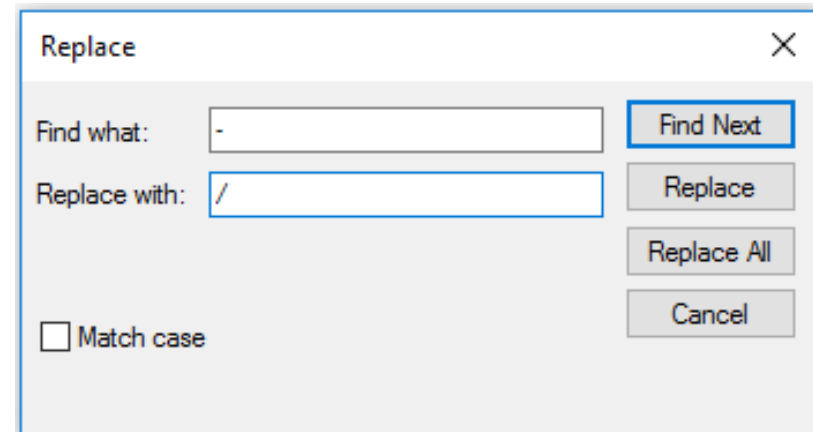 Replace
Find what: -
Find Next
Replace with: /
Replace
Replace All
Cancel
Match case